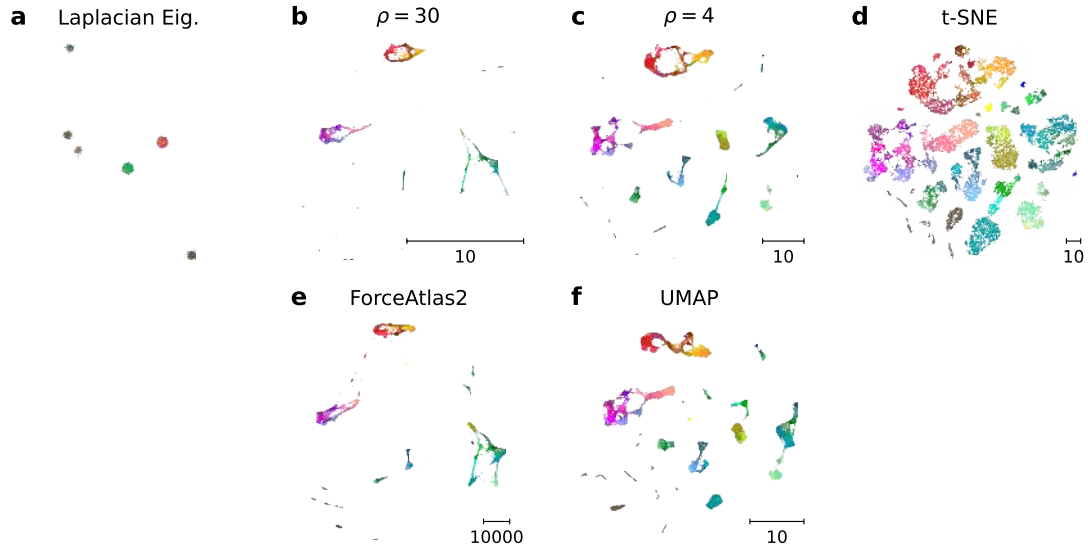 a Laplacian Eig.
b ρ = 30
10
c ρ = 4
10
d t-SNE
10
e ForceAtlas2
10000
f UMAP
10